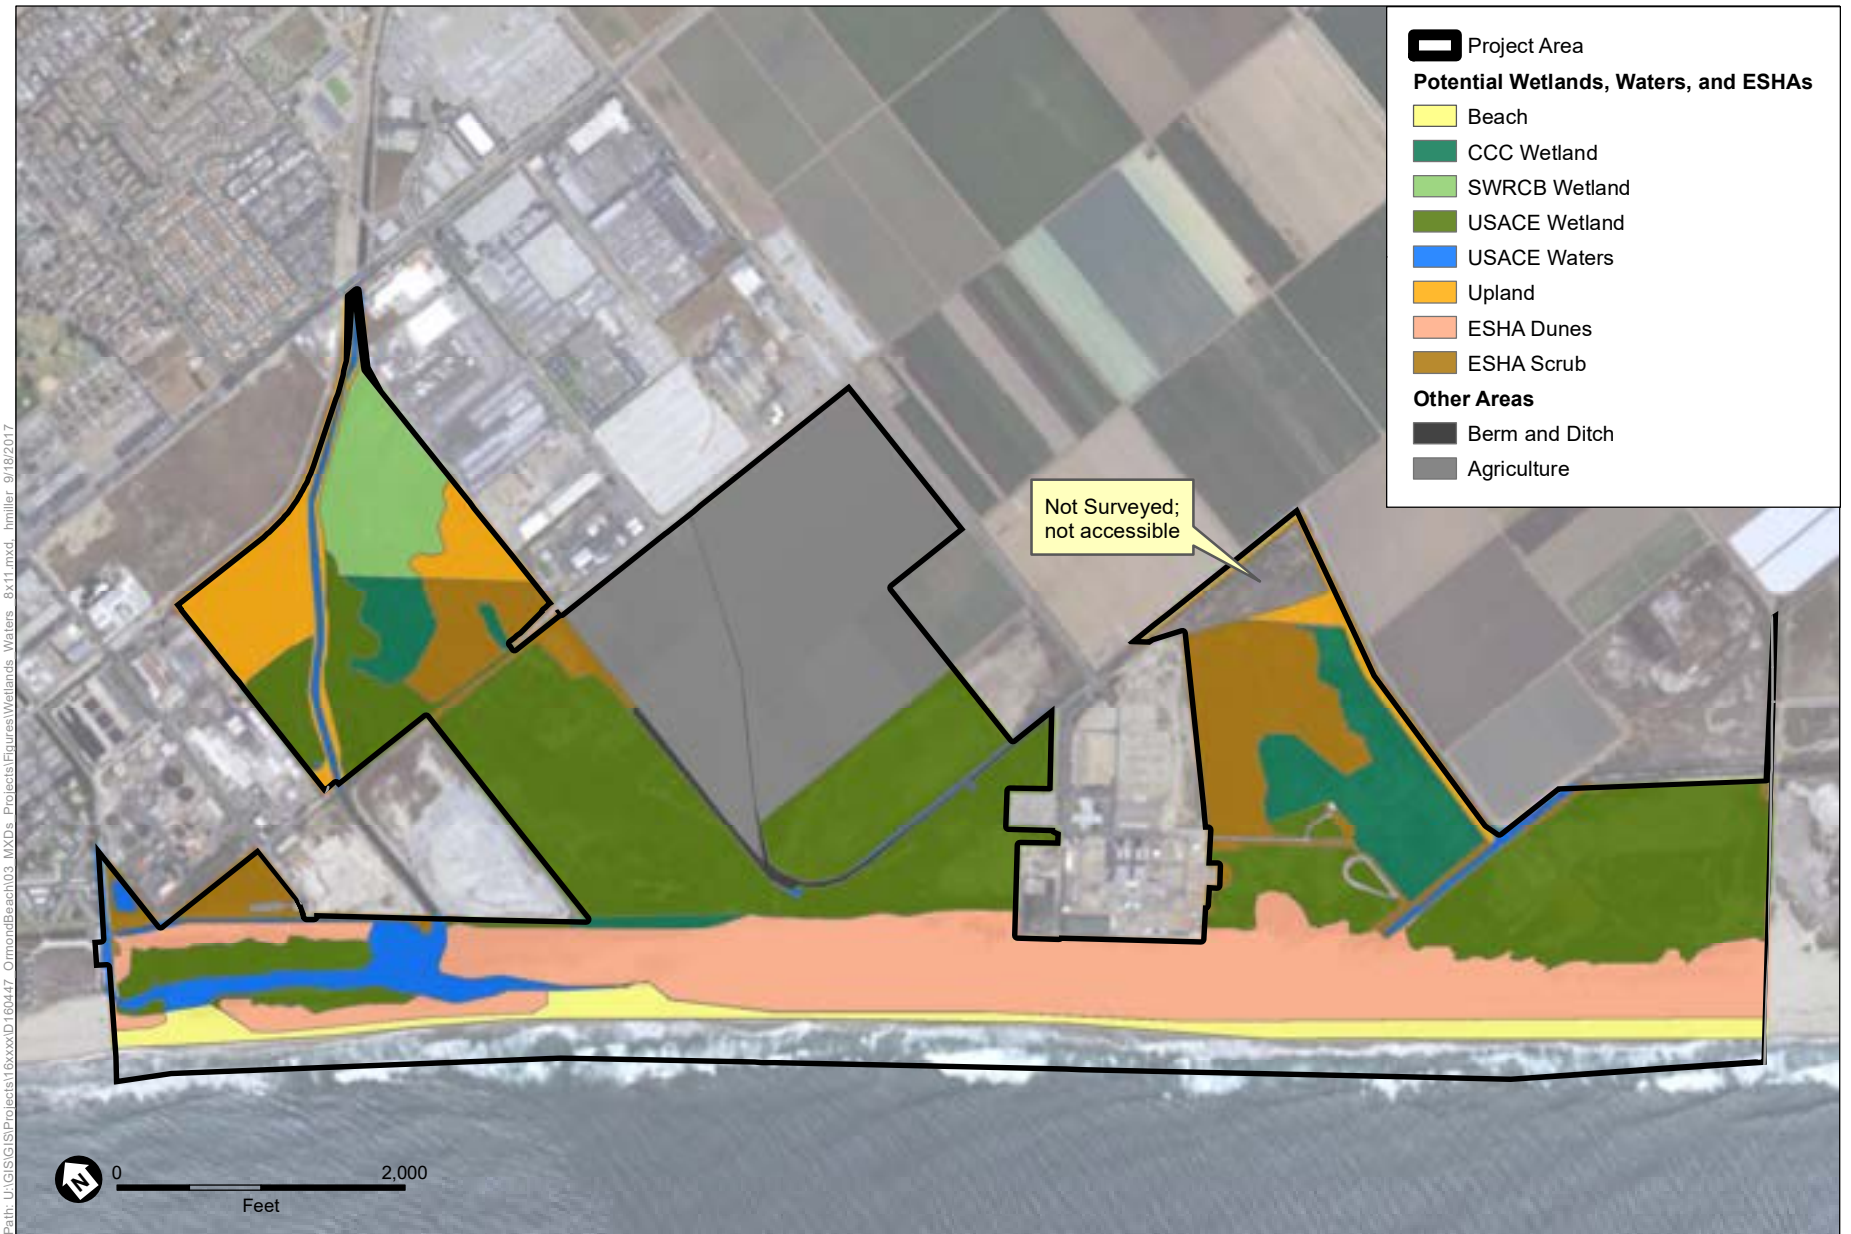 Project Area
Potential Wetlands, Waters, and ESHAs
Beach
CCC Wetland
SWRCB Wetland
USACE Wetland
USACE Waters
Upland
ESHA Dunes
ESHA Scrub
Other Areas
Berm and Ditch
Agriculture
Not Surveyed;
not accessible
N
0 2,000
Feet
Path: U:\GIS\GIS\Projects\16xxxx\D160447_OrmondBeach\03_MXDs_Projects\Figures\Wetlands_Waters_8x11.mxd, hmiller 9/18/2017